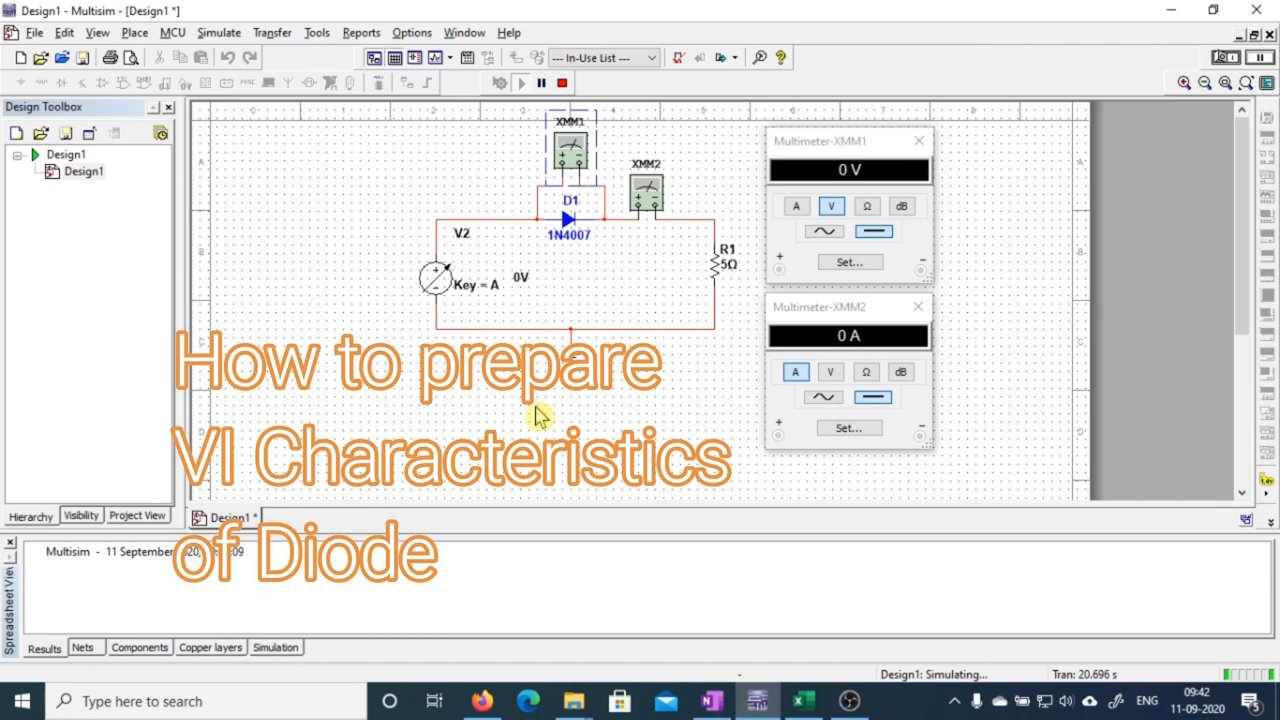 Design1 - Multisim - [Design1 *]
File Edit View Place MCU Simulate Transfer Tools Reports Options Window Help
--- In-Use List ---
Design Toolbox
Design1
Design1
Hierarchy Visibility Project View
XMM1
XMM2
D1
1N4007
V2
Key = A
0V
R1
5Ω
Multimeter-XMM1
0 V
A V Ω dB
+ Set... −
Multimeter-XMM2
0 A
A V Ω dB
+ Set... −
How to prepare
VI Characteristics
of Diode
Design1 *
Multisim - 11 September
Spreadsheet View
Results Nets Components Copper layers Simulation
Design1: Simulating... Tran: 20.696 s
Type here to search
ENG
09:42
11-09-2020
5